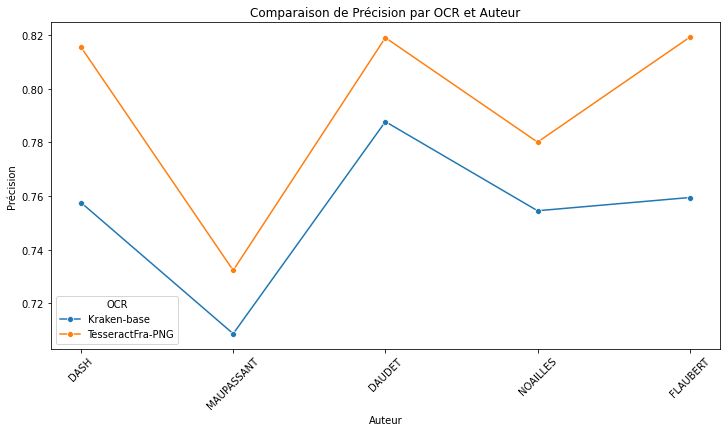 Comparaison de Précision par OCR et Auteur
Précision
0.82
0.80
0.78
0.76
0.74
0.72
OCR
Kraken-base
TesseractFra-PNG
DASH
MAUPASSANT
DAUDET
NOAILLES
FLAUBERT
Auteur